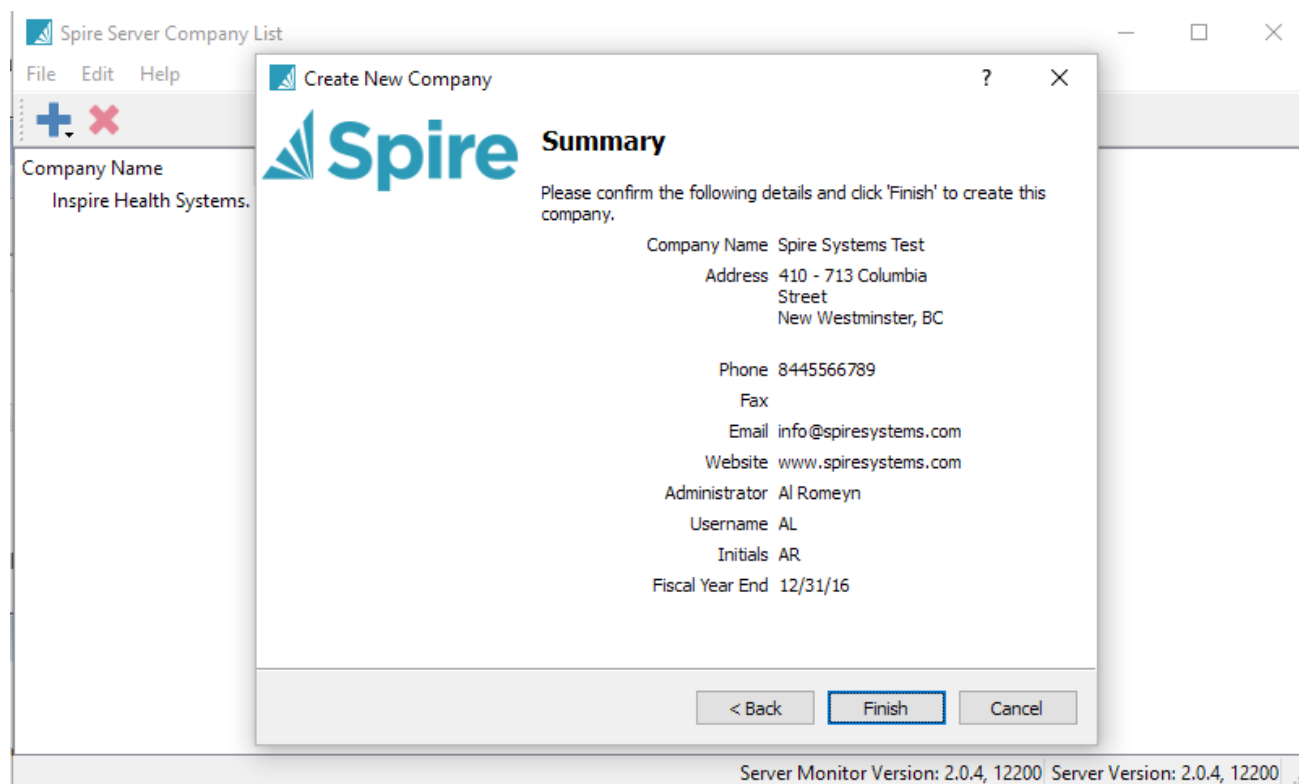 Spire Server Company List
File Edit Help
Company Name
Inspire Health Systems.
Create New Company
?
Spire
Summary
Please confirm the following details and click 'Finish' to create this
company.
Company Name Spire Systems Test
Address 410 - 713 Columbia
Street
New Westminster, BC
Phone 8445566789
Fax
Email info@spiresystems.com
Website www.spiresystems.com
Administrator Al Romeyn
Username AL
Initials AR
Fiscal Year End 12/31/16
< Back Finish Cancel
Server Monitor Version: 2.0.4, 12200 Server Version: 2.0.4, 12200